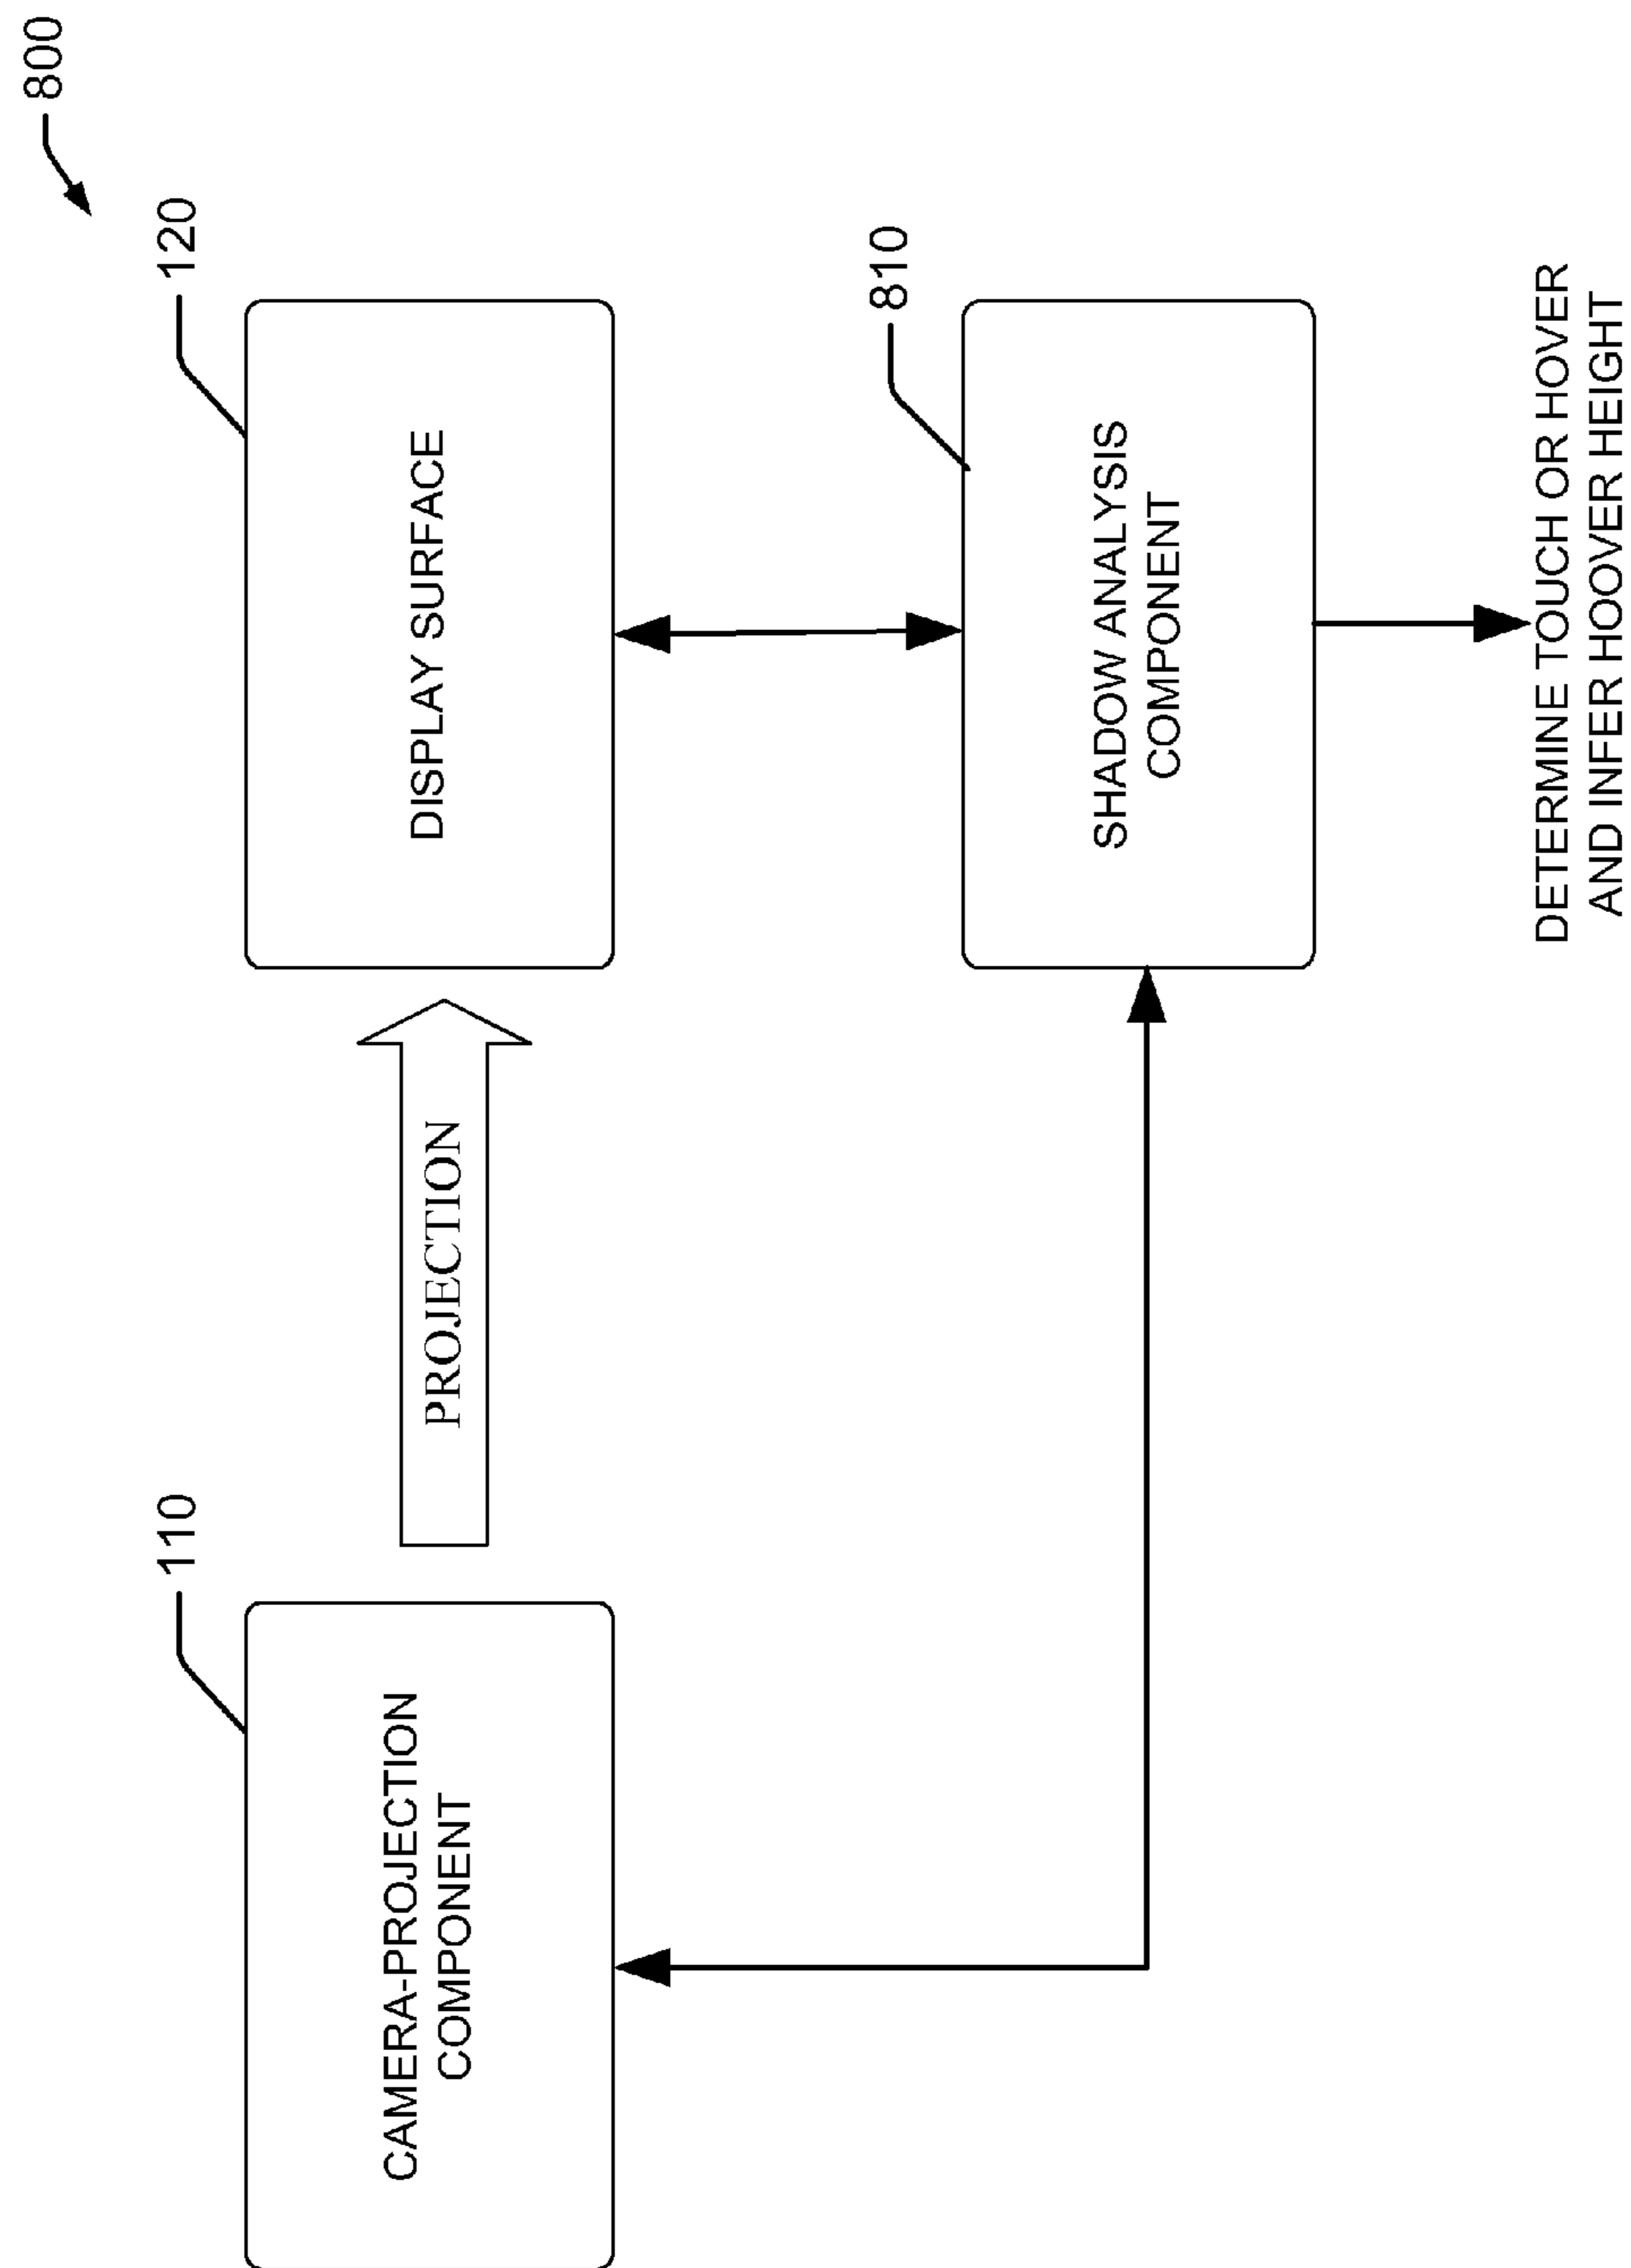 800
110
120
CAMERA-PROJECTION
COMPONENT
PROJECTION
DISPLAY SURFACE
810
SHADOW ANALYSIS
COMPONENT
DETERMINE TOUCH OR HOVER
AND INFER HOOVER HEIGHT